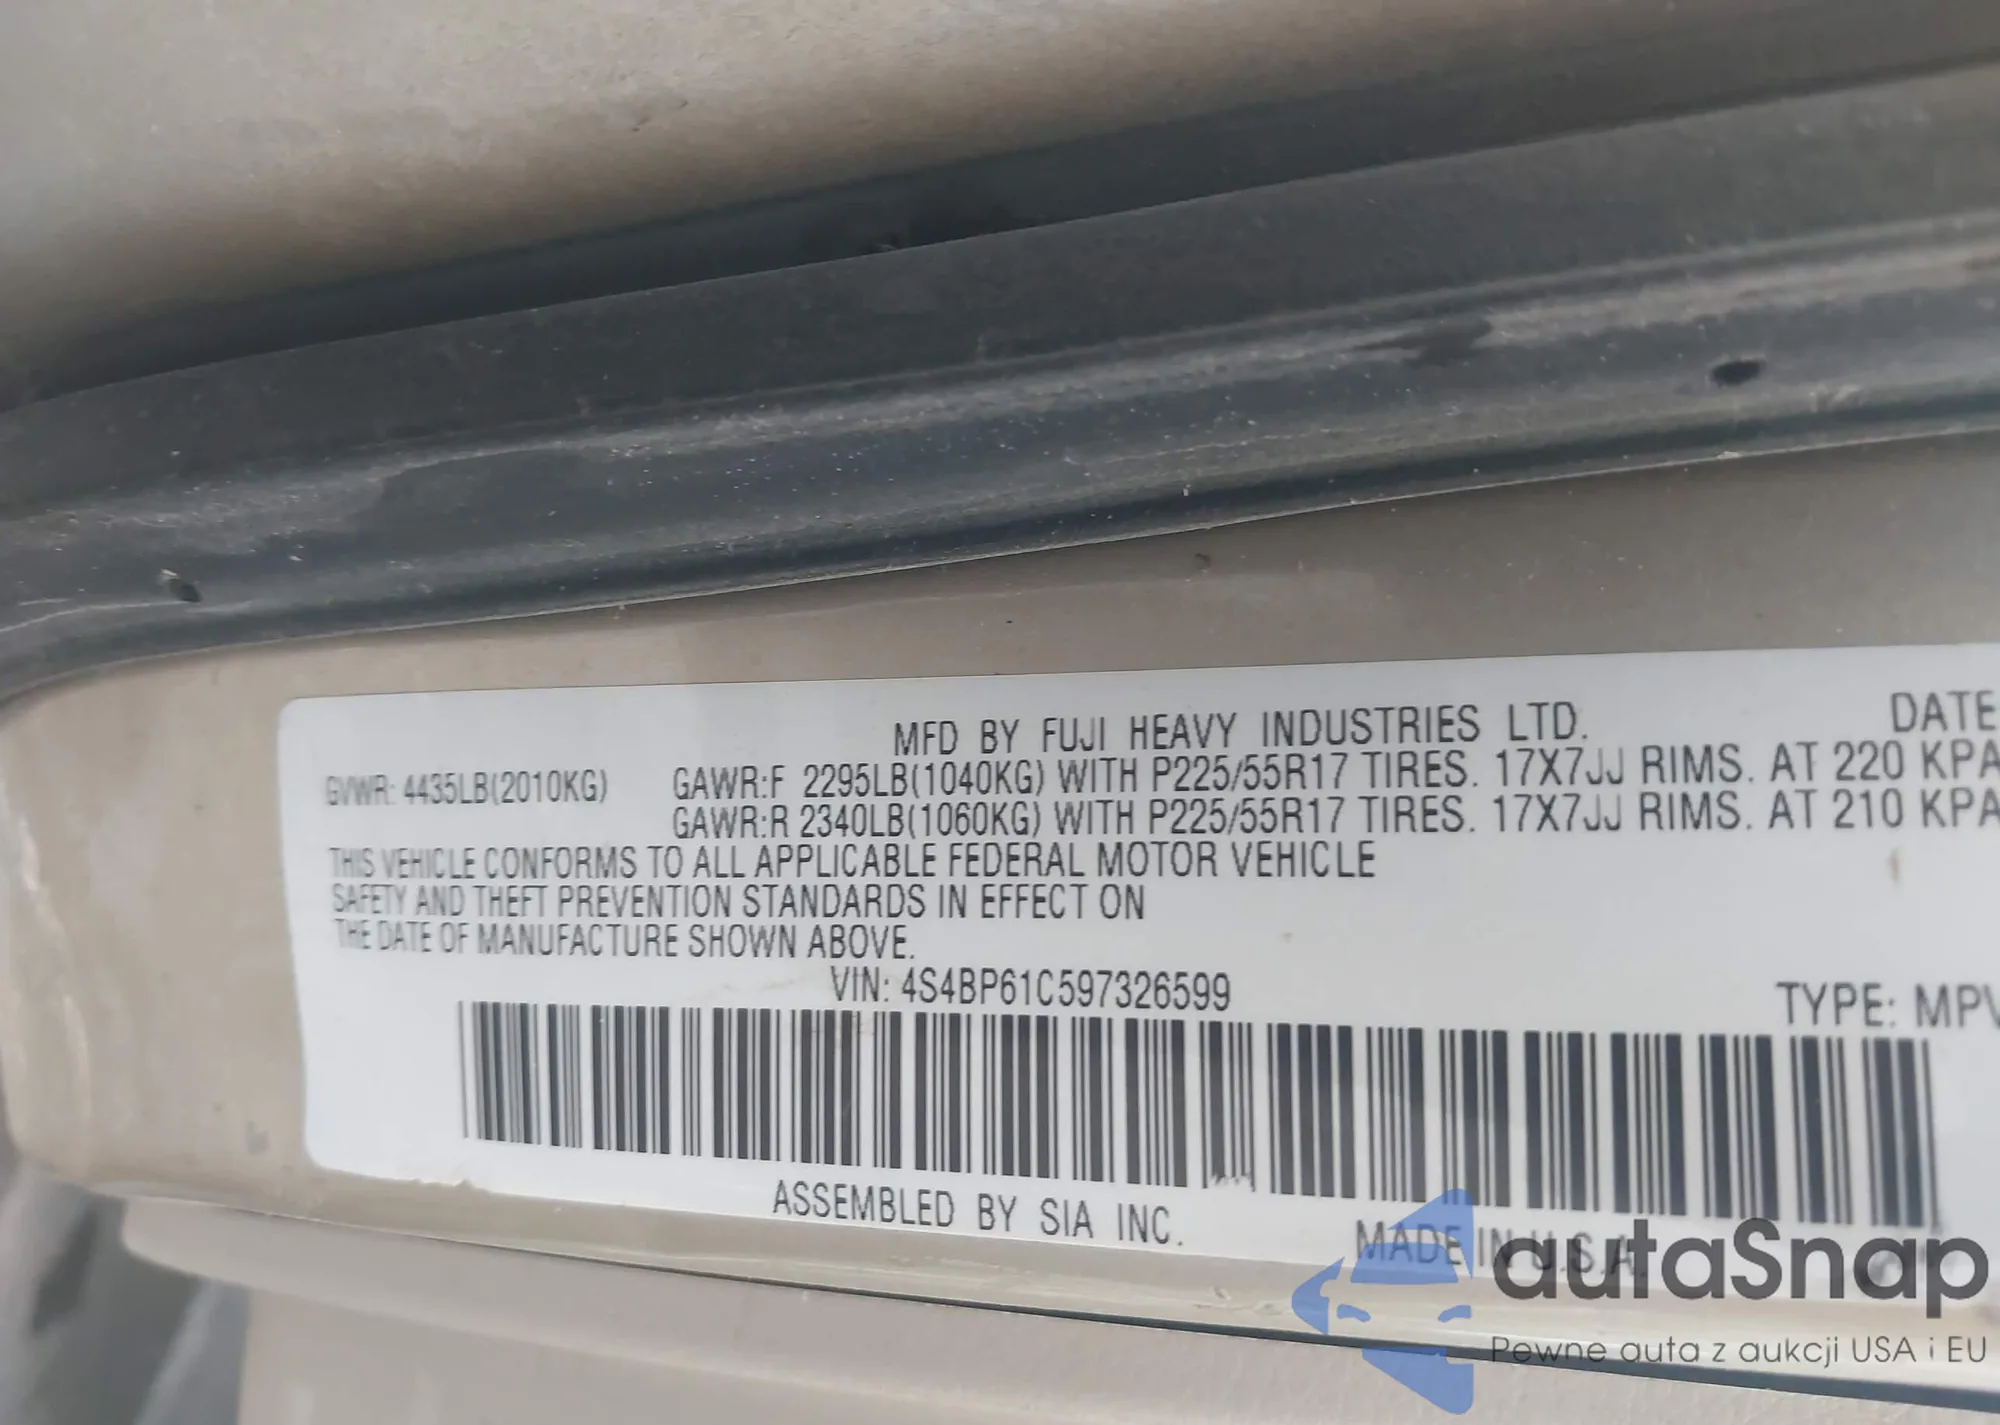 MFD BY FUJI HEAVY INDUSTRIES LTD. DATE
GVWR: 4435LB(2010KG) GAWR:F 2295LB(1040KG) WITH P225/55R17 TIRES. 17X7JJ RIMS. AT 220 KPA
GAWR:R 2340LB(1060KG) WITH P225/55R17 TIRES. 17X7JJ RIMS. AT 210 KPA
THIS VEHICLE CONFORMS TO ALL APPLICABLE FEDERAL MOTOR VEHICLE
SAFETY AND THEFT PREVENTION STANDARDS IN EFFECT ON
THE DATE OF MANUFACTURE SHOWN ABOVE.
VIN: 4S4BP61C597326599 TYPE: MPV
ASSEMBLED BY SIA INC. MADE IN U.S.A.
autaSnap
Pewne auta z aukcji USA i EU